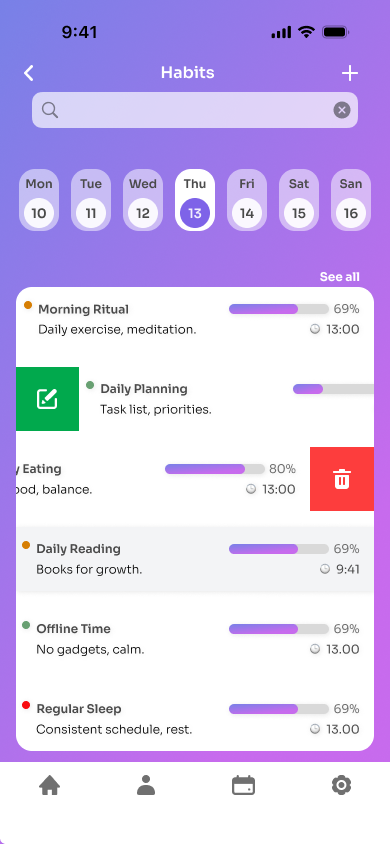 9:41
Habits
Mon Tue Wed Thu Fri Sat San
10 11 12 13 14 15 16
See all
Morning Ritual 69%
Daily exercise, meditation. 13:00
Daily Planning
Task list, priorities.
y Eating 80%
ood, balance. 13:00
Daily Reading 69%
Books for growth. 9:41
Offline Time 69%
No gadgets, calm. 13.00
Regular Sleep 69%
Consistent schedule, rest. 13.00